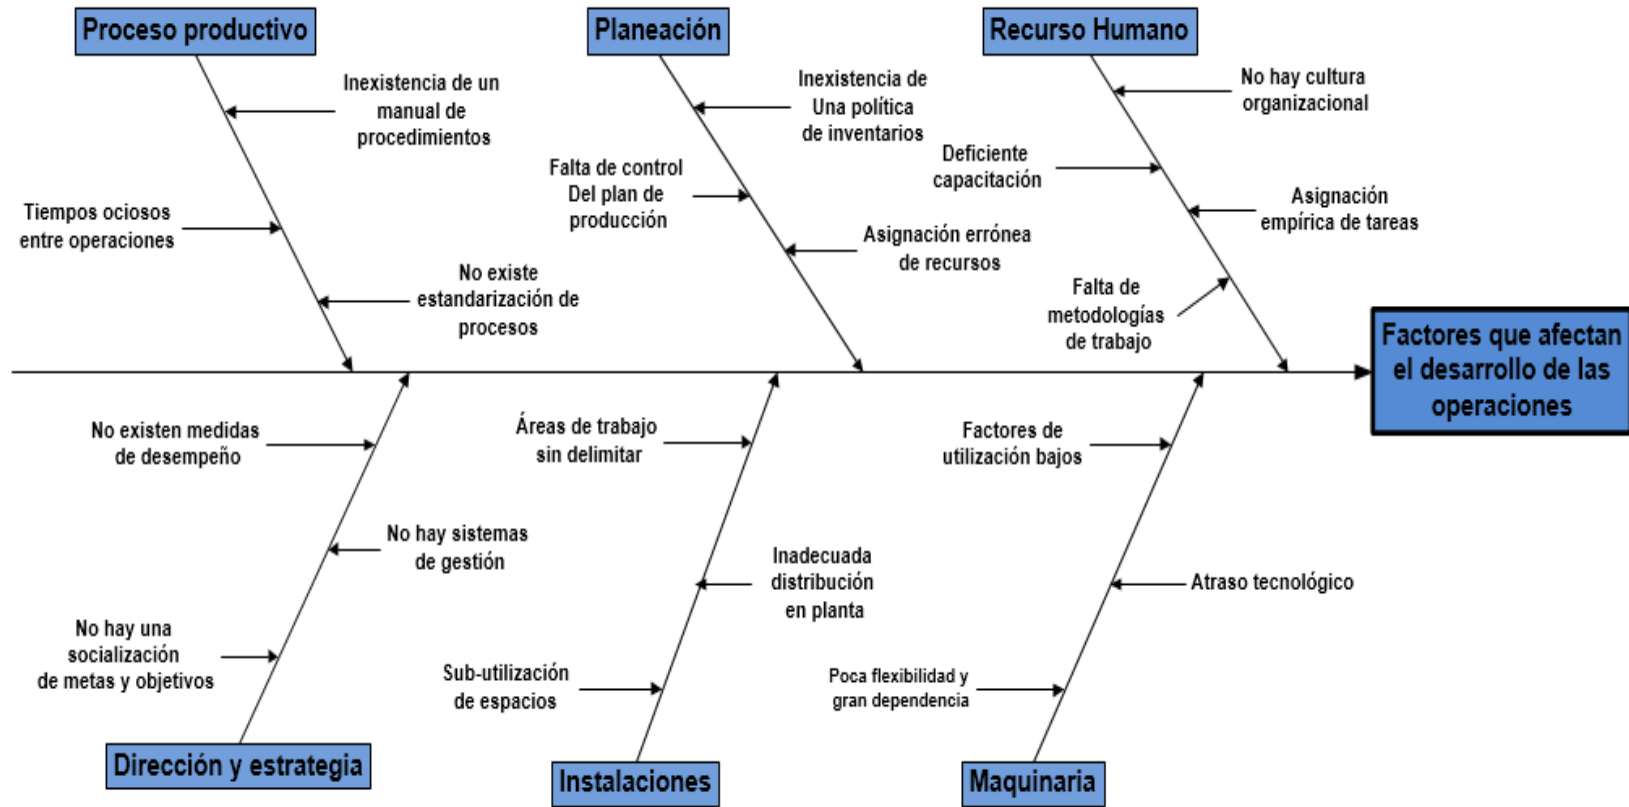 Proceso productivo
Planeación
Recurso Humano
Inexistencia de un
manual de
procedimientos
Tiempos ociosos
entre operaciones
No existe
estandarización de
procesos
Inexistencia de
Una política
de inventarios
Falta de control
Del plan de
producción
Asignación errónea
de recursos
No hay cultura
organizacional
Deficiente
capacitación
Asignación
empírica de tareas
Falta de
metodologías
de trabajo
Factores que afectan
el desarrollo de las
operaciones
No existen medidas
de desempeño
No hay sistemas
de gestión
No hay una
socialización
de metas y objetivos
Áreas de trabajo
sin delimitar
Inadecuada
distribución
en planta
Sub-utilización
de espacios
Factores de
utilización bajos
Atraso tecnológico
Poca flexibilidad y
gran dependencia
Dirección y estrategia
Instalaciones
Maquinaria